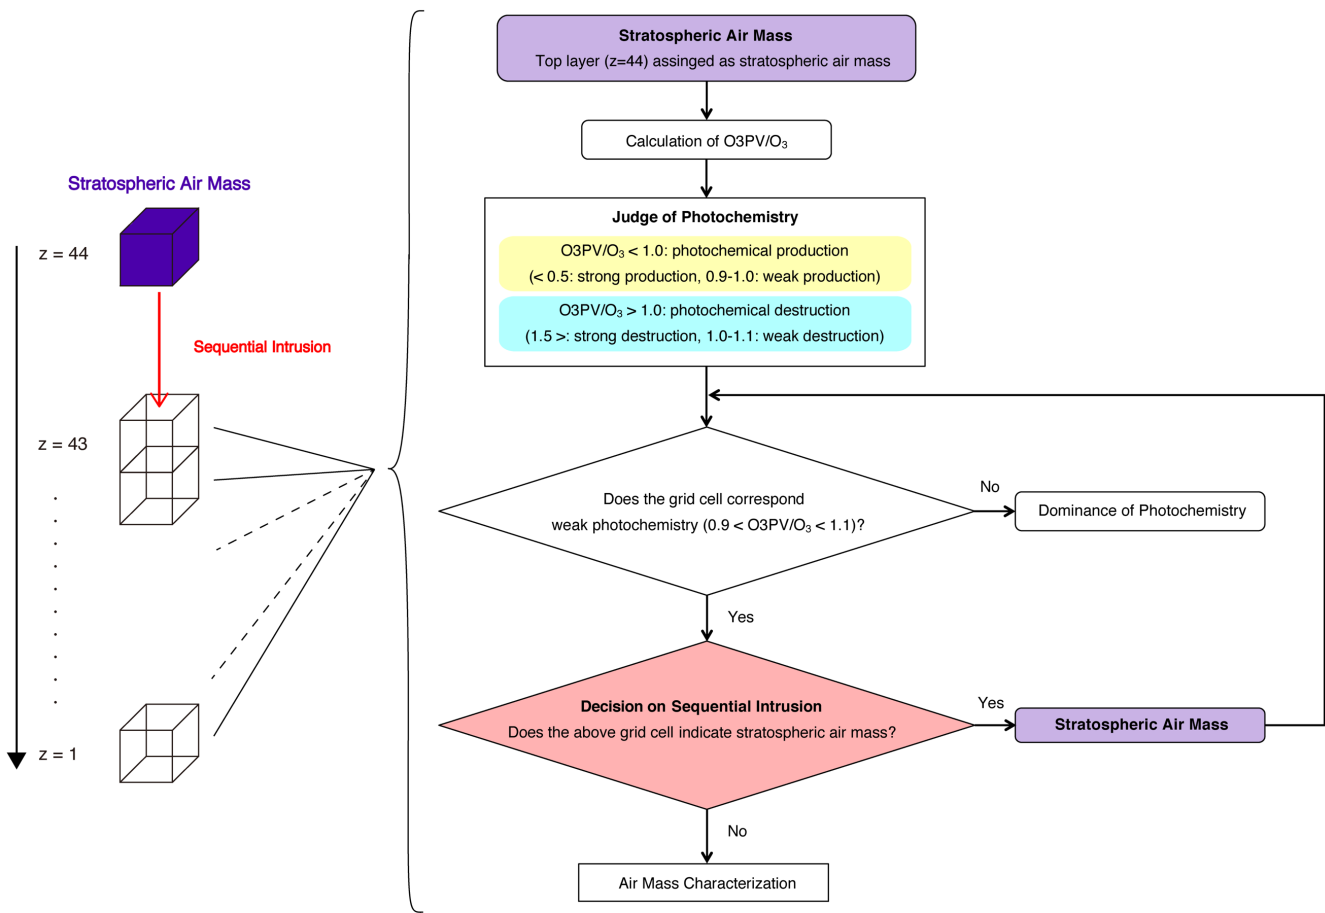 Stratospheric Air Mass
z = 44
Sequential Intrusion
z = 43
z = 1
Stratospheric Air Mass
Top layer (z=44) assinged as stratospheric air mass
Calculation of O3PV/O₃
Judge of Photochemistry
O3PV/O₃ < 1.0: photochemical production
(< 0.5: strong production, 0.9-1.0: weak production)
O3PV/O₃ > 1.0: photochemical destruction
(1.5 >: strong destruction, 1.0-1.1: weak destruction)
Does the grid cell correspond
weak photochemistry (0.9 < O3PV/O₃ < 1.1)?
No
Dominance of Photochemistry
Yes
Decision on Sequential Intrusion
Does the above grid cell indicate stratospheric air mass?
Yes
Stratospheric Air Mass
No
Air Mass Characterization